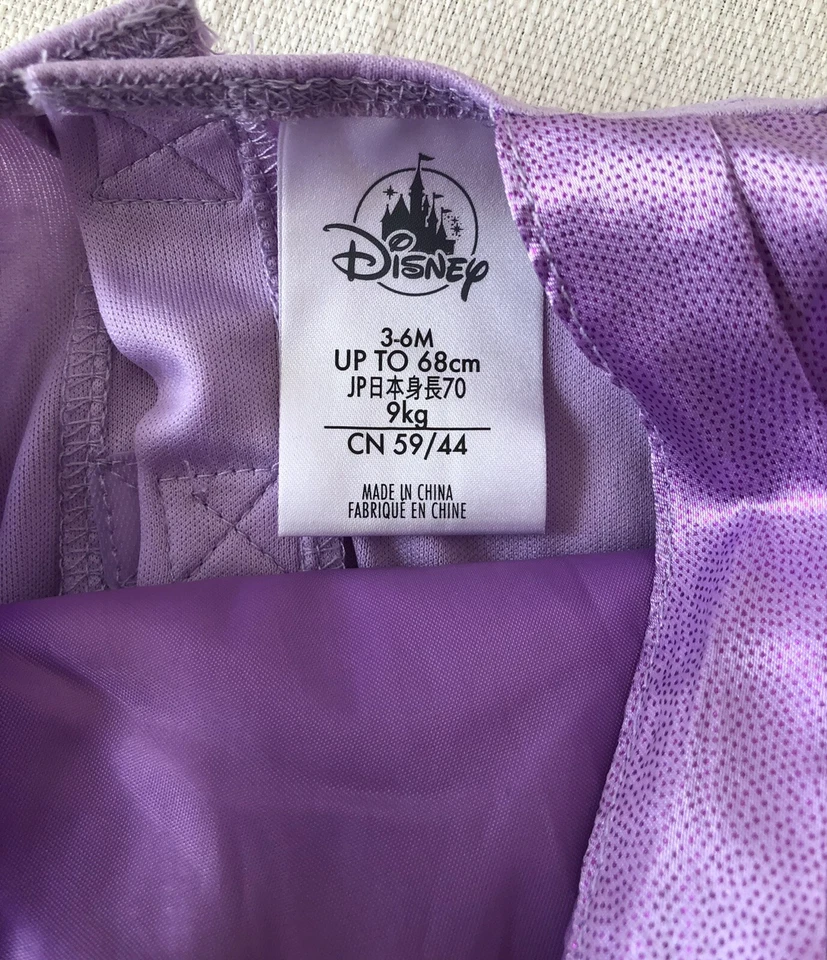 Disney
3-6M
UP TO 68cm
JP日本身長70
9kg
CN 59/44
MADE IN CHINA
FABRIQUÉ EN CHINE